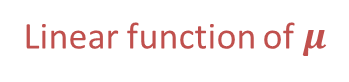 Linear function of 𝝁